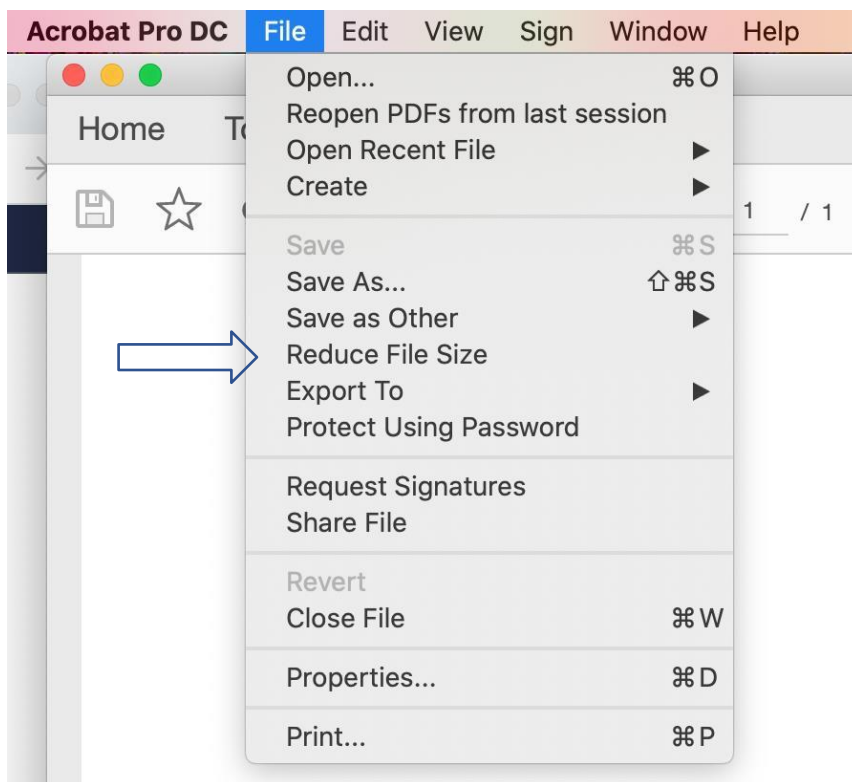 Acrobat Pro DC File Edit View Sign Window Help
Home
Open... ⌘O
Reopen PDFs from last session
Open Recent File ▶
Create ▶
1 / 1
Save ⌘S
Save As... ⇧⌘S
Save as Other ▶
Reduce File Size
Export To ▶
Protect Using Password
Request Signatures
Share File
Revert
Close File ⌘W
Properties... ⌘D
Print... ⌘P